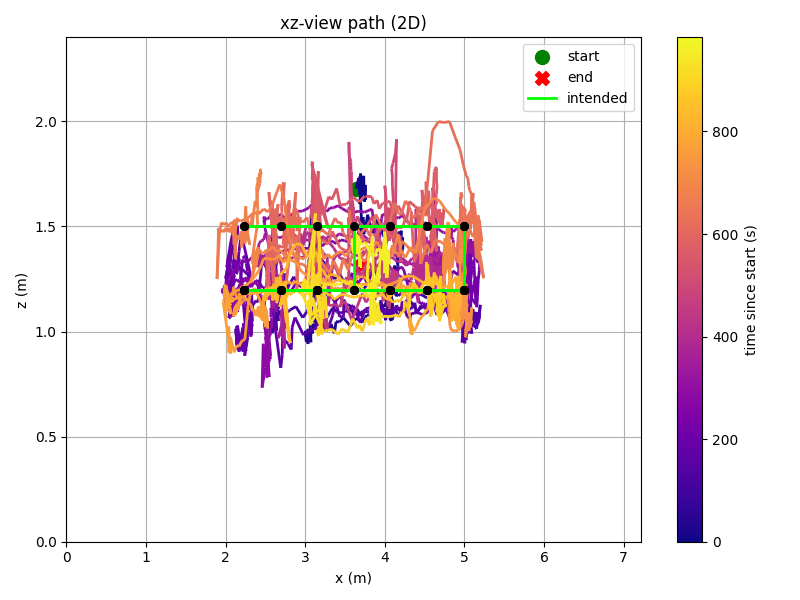 xz-view path (2D)
start
end
intended
2.0
1.5
1.0
0.5
0.0
z (m)
0 1 2 3 4 5 6 7
x (m)
800
600
400
200
0
time since start (s)